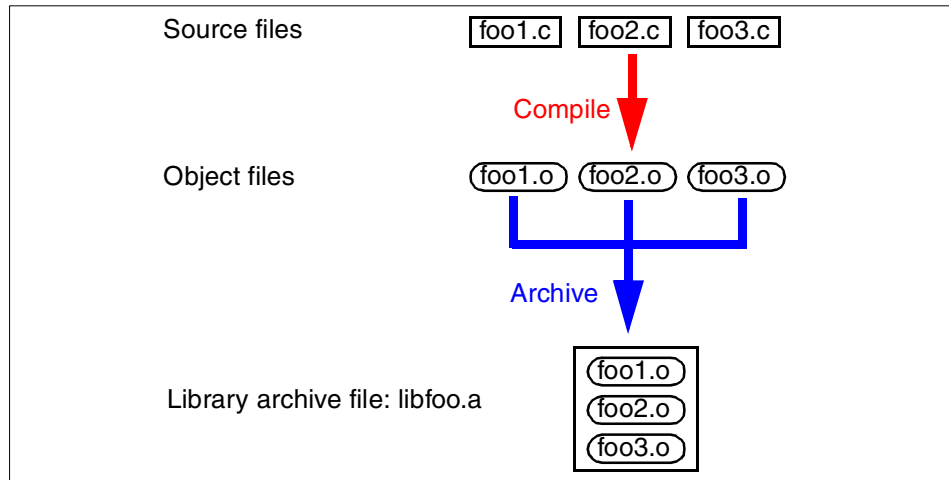 Source files foo1.c foo2.c foo3.c
Compile
Object files foo1.o foo2.o foo3.o
Archive
foo1.o
Library archive file: libfoo.a foo2.o
foo3.o